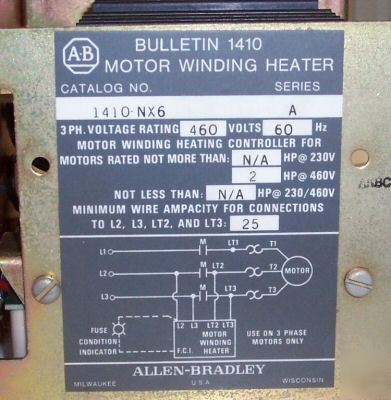 A-B BULLETIN 1410
MOTOR WINDING HEATER
CATALOG NO. SERIES
1410-NX6 A
3 PH. VOLTAGE RATING 460 VOLTS 60 Hz
MOTOR WINDING HEATING CONTROLLER FOR
MOTORS RATED NOT MORE THAN: N/A HP@ 230V
2 HP@ 460V
NOT LESS THAN: N/A HP@ 230/460V
MINIMUM WIRE AMPACITY FOR CONNECTIONS
TO L2, L3, LT2, AND LT3: 25
M LT1 T1
L1
M LT2 T2
L2 MOTOR
M LT3 T3
L3
FUSE CONDITION INDICATOR
L2 L3 LT2 LT3
F.C.I. MOTOR WINDING HEATER
USE ON 3 PHASE
MOTORS ONLY
ALLEN-BRADLEY
MILWAUKEE USA WISCONSIN